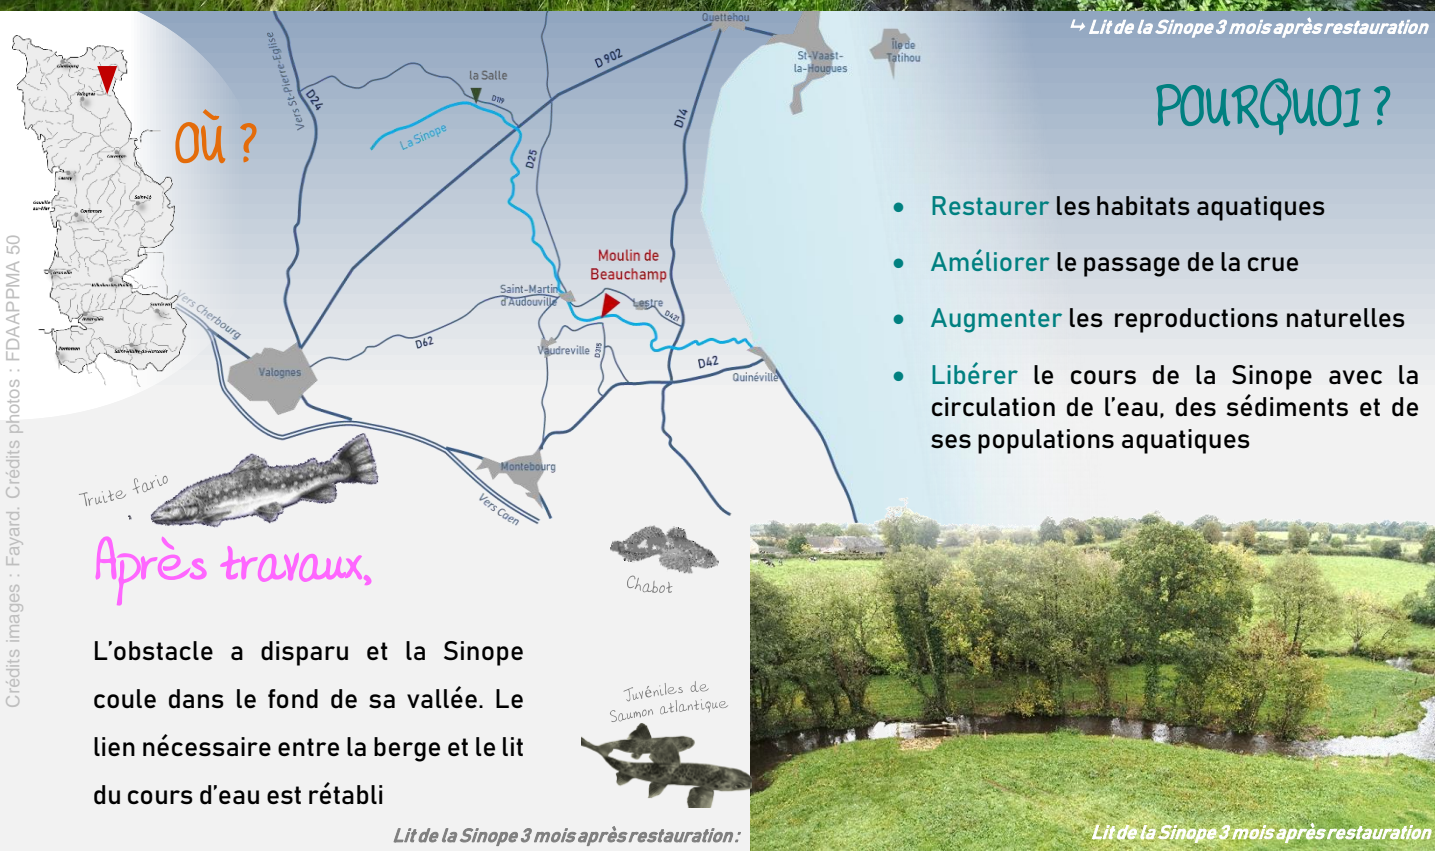 ↪ Lit de la Sinope 3 mois après restauration
OÙ ?
Vers St-Pierre-Eglise
D24
la Salle
D119
La Sinope
D 902
D25
D14
Quettehou
St-Vaast-
la-Hougues
Île de
Tatihou
Moulin de
Beauchamp
Saint-Martin
d'Audouville
Lestre
D421
Vaudreville
D315
D62
D42
Quinéville
Vers Cherbourg
Valognes
Montebourg
Vers Caen
POURQUOI ?
• Restaurer les habitats aquatiques
• Améliorer le passage de la crue
• Augmenter les reproductions naturelles
• Libérer le cours de la Sinope avec la
circulation de l'eau, des sédiments et de
ses populations aquatiques
Truite fario
Chabot
Juvéniles de
Saumon atlantique
Après travaux,
L'obstacle a disparu et la Sinope
coule dans le fond de sa vallée. Le
lien nécessaire entre la berge et le lit
du cours d'eau est rétabli
Lit de la Sinope 3 mois après restauration :
Lit de la Sinope 3 mois après restauration
Crédits images : Fayard. Crédits photos : FDAAPPMA 50